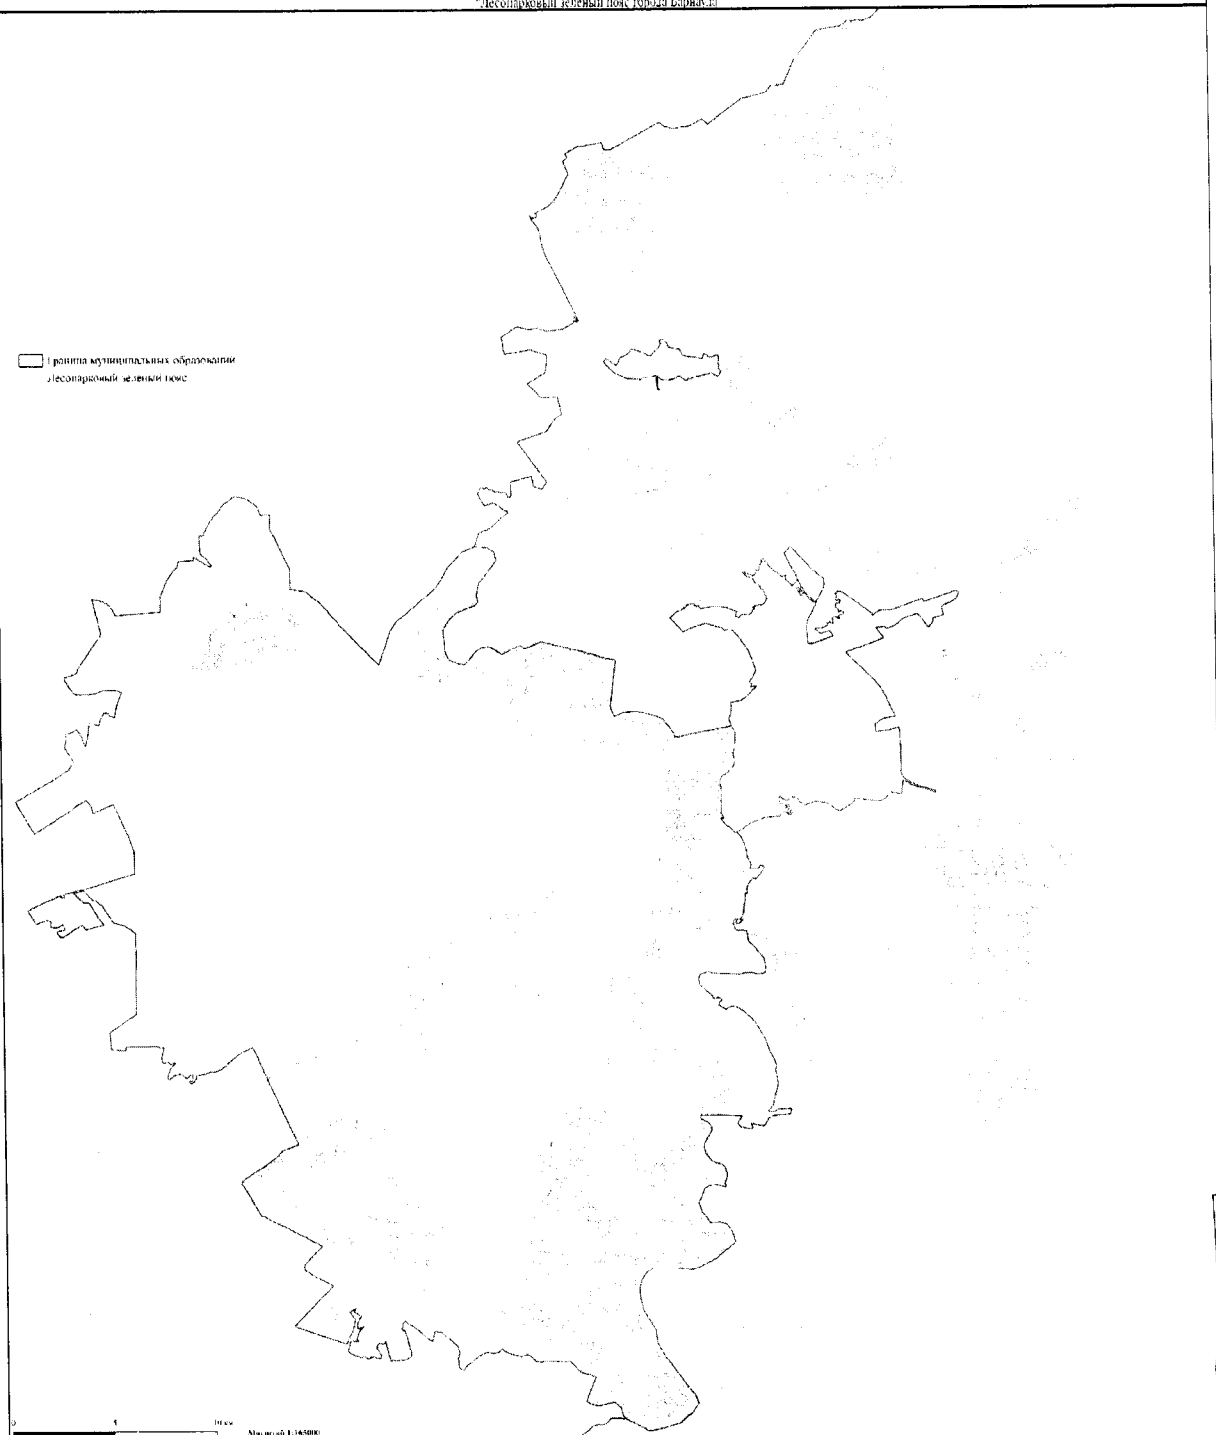 "Лесопарковый зеленый пояс города Барнаула
Граница муниципальных образований
Лесопарковый зеленый пояс
0 5 10 км
Масштаб 1:165000